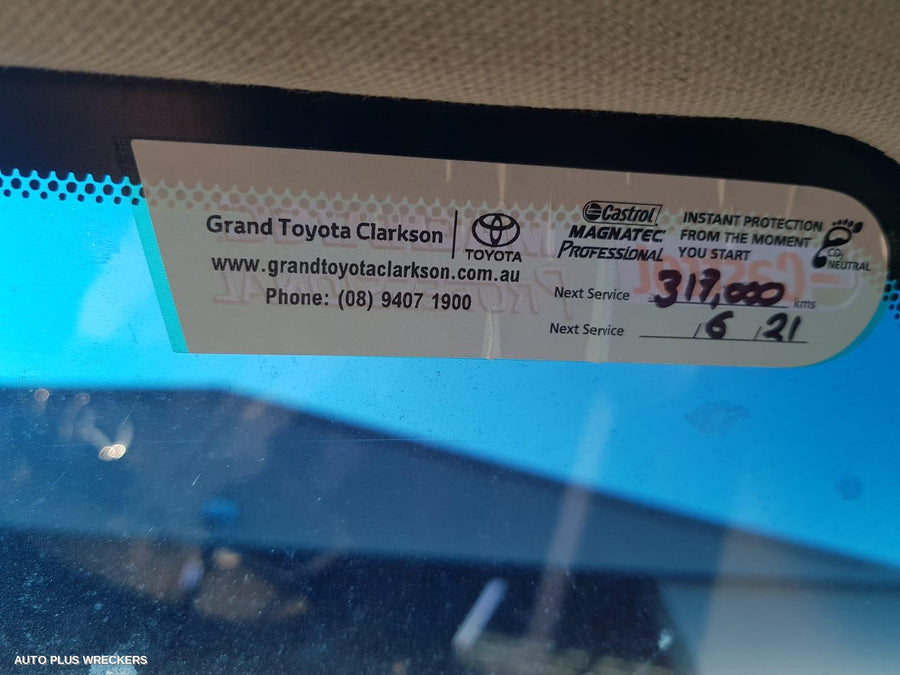 Grand Toyota Clarkson
TOYOTA
www.grandtoyotaclarkson.com.au
Phone: (08) 9407 1900
Castrol
MAGNATEC
PROFESSIONAL
INSTANT PROTECTION
FROM THE MOMENT
YOU START
CO2
NEUTRAL
Next Service 317,000 kms
Next Service / 6 / 21
AUTO PLUS WRECKERS